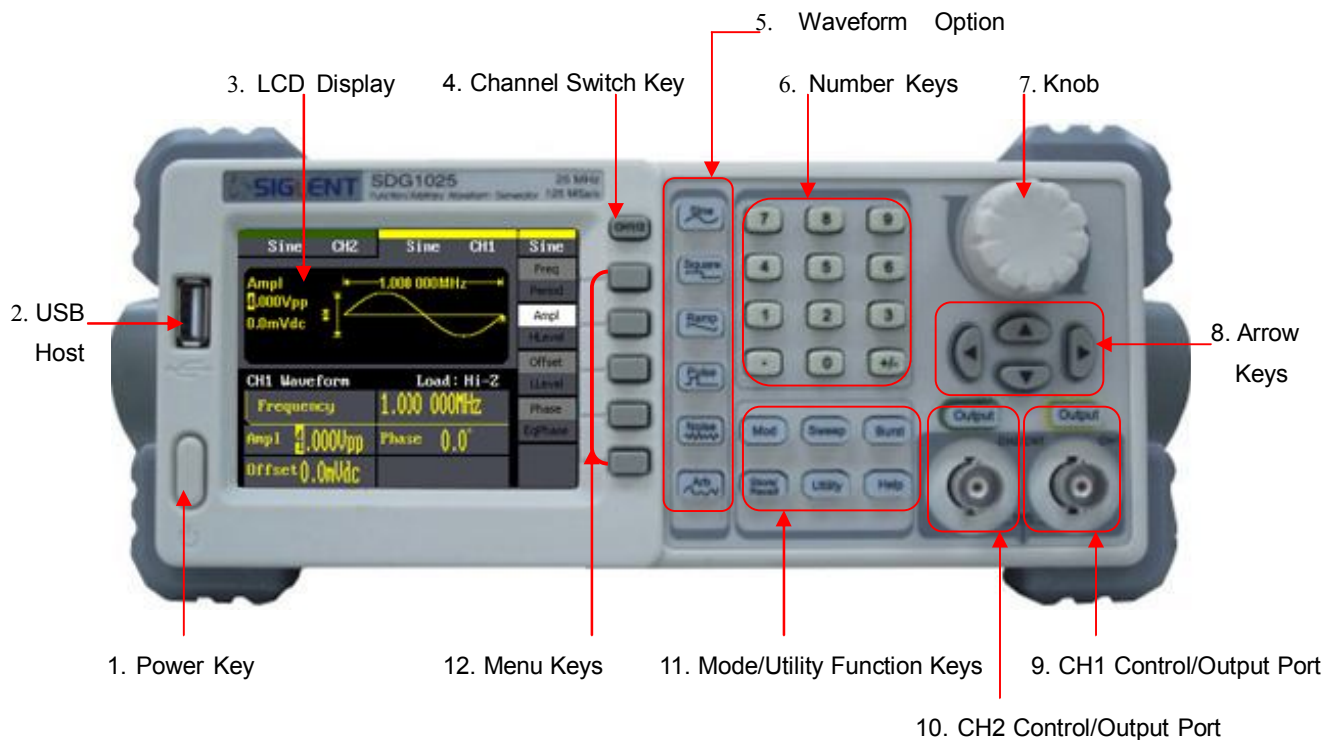 5. Waveform Option
3. LCD Display
4. Channel Switch Key
6. Number Keys
7. Knob
SIGLENT
SDG1025
25 MHz
Function/Arbitrary Waveform Generator 125 MSa/s
CH1/2
Sine CH2
Sine CH1
Sine
Freq
Period
Ampl
HLevel
Offset
LLevel
Phase
EqPhase
Ampl
4.000Vpp
0.0mVdc
1.000 000MHz
CH1 Waveform Load: Hi-Z
Frequency 1.000 000MHz
Ampl 4.000Vpp Phase 0.0°
Offset 0.0mVdc
Sine
Square
Ramp
Pulse
Noise
Arb
7 8 9
4 5 6
1 2 3
. 0 +/-
Mod Sweep Burst
Store/Recall Utility Help
Output Output
2. USB
Host
8. Arrow
Keys
1. Power Key
12. Menu Keys
11. Mode/Utility Function Keys
9. CH1 Control/Output Port
10. CH2 Control/Output Port